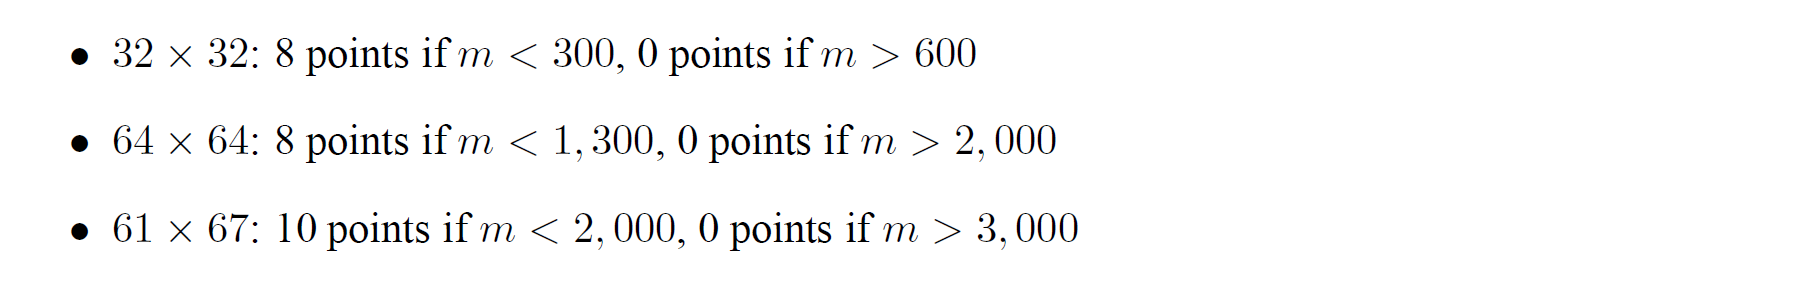 • 32 × 32: 8 points if m < 300, 0 points if m > 600
• 64 × 64: 8 points if m < 1,300, 0 points if m > 2,000
• 61 × 67: 10 points if m < 2,000, 0 points if m > 3,000